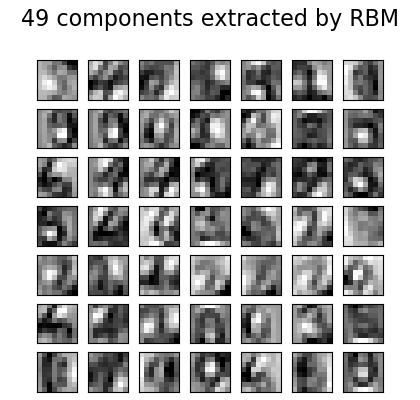 49 components extracted by RBM